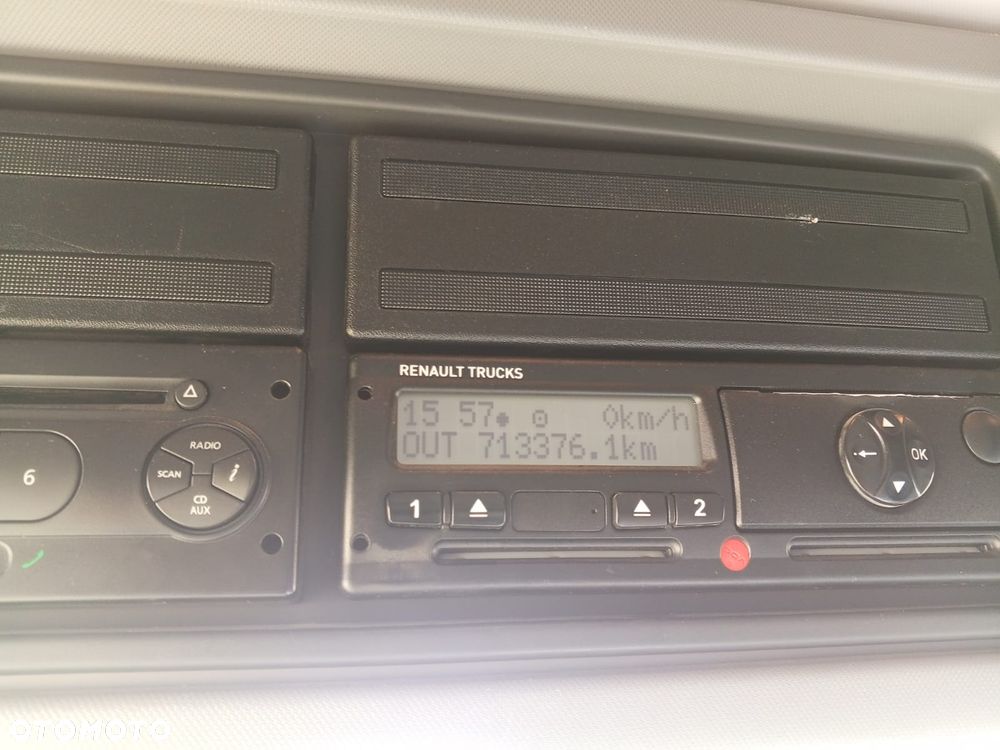 RENAULT TRUCKS
15 57 0km/h
OUT 713376.1km
6
RADIO
SCAN
i
CD
AUX
OK
1
2
OTOMOTO